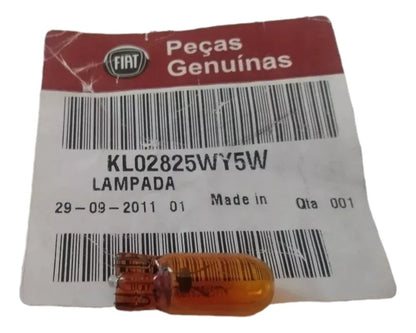 FIAT
Peças
Genuínas
KL02825WY5W
LAMPADA
29-09-2011 01 Made in Qta 001